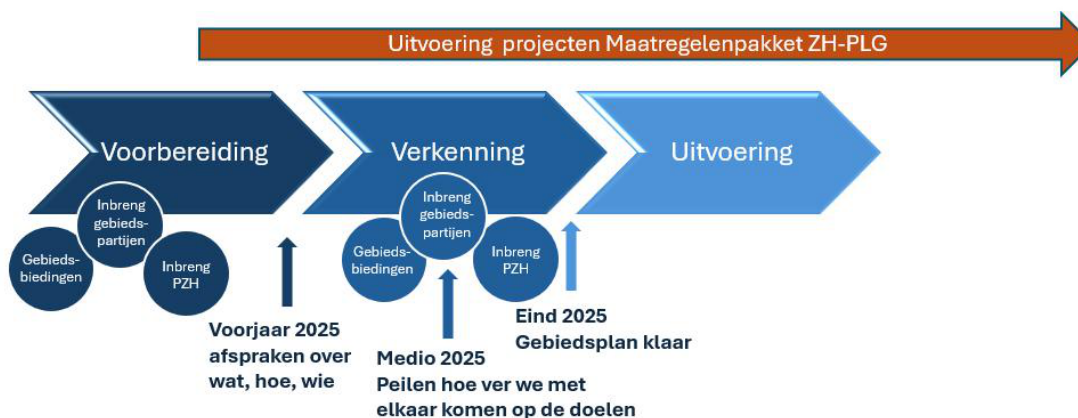 Uitvoering projecten Maatregelenpakket ZH-PLG
Voorbereiding
Verkenning
Uitvoering
Inbreng
gebieds-
partijen
Gebieds-
biedingen
Inbreng
PZH
Inbreng
gebieds-
partijen
Gebieds-
biedingen
Inbreng
PZH
Voorjaar 2025
afspraken over
wat, hoe, wie
Medio 2025
Peilen hoe ver we met
elkaar komen op de doelen
Eind 2025
Gebiedsplan klaar